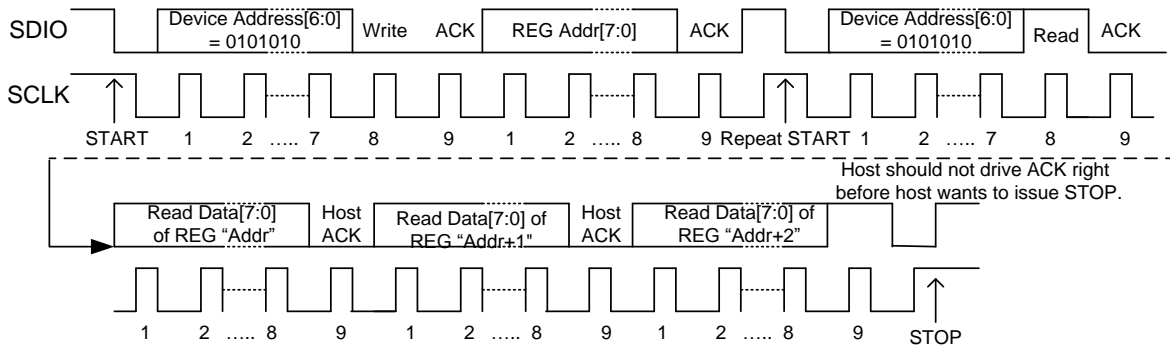 SDIO
Device Address[6:0]
= 0101010
Write
ACK
REG Addr[7:0]
ACK
Device Address[6:0]
= 0101010
Read
ACK
SCLK
START 1 2 ..... 7 8 9 1 2 ..... 8 9 Repeat START 1 2 ..... 7 8 9
Host should not drive ACK right
before host wants to issue STOP.
Read Data[7:0]
of REG "Addr"
Host
ACK
Read Data[7:0] of
REG "Addr+1"
Host
ACK
Read Data[7:0] of
REG "Addr+2"
1 2 ..... 8 9 1 2 ..... 8 9 1 2 ..... 8 9 STOP